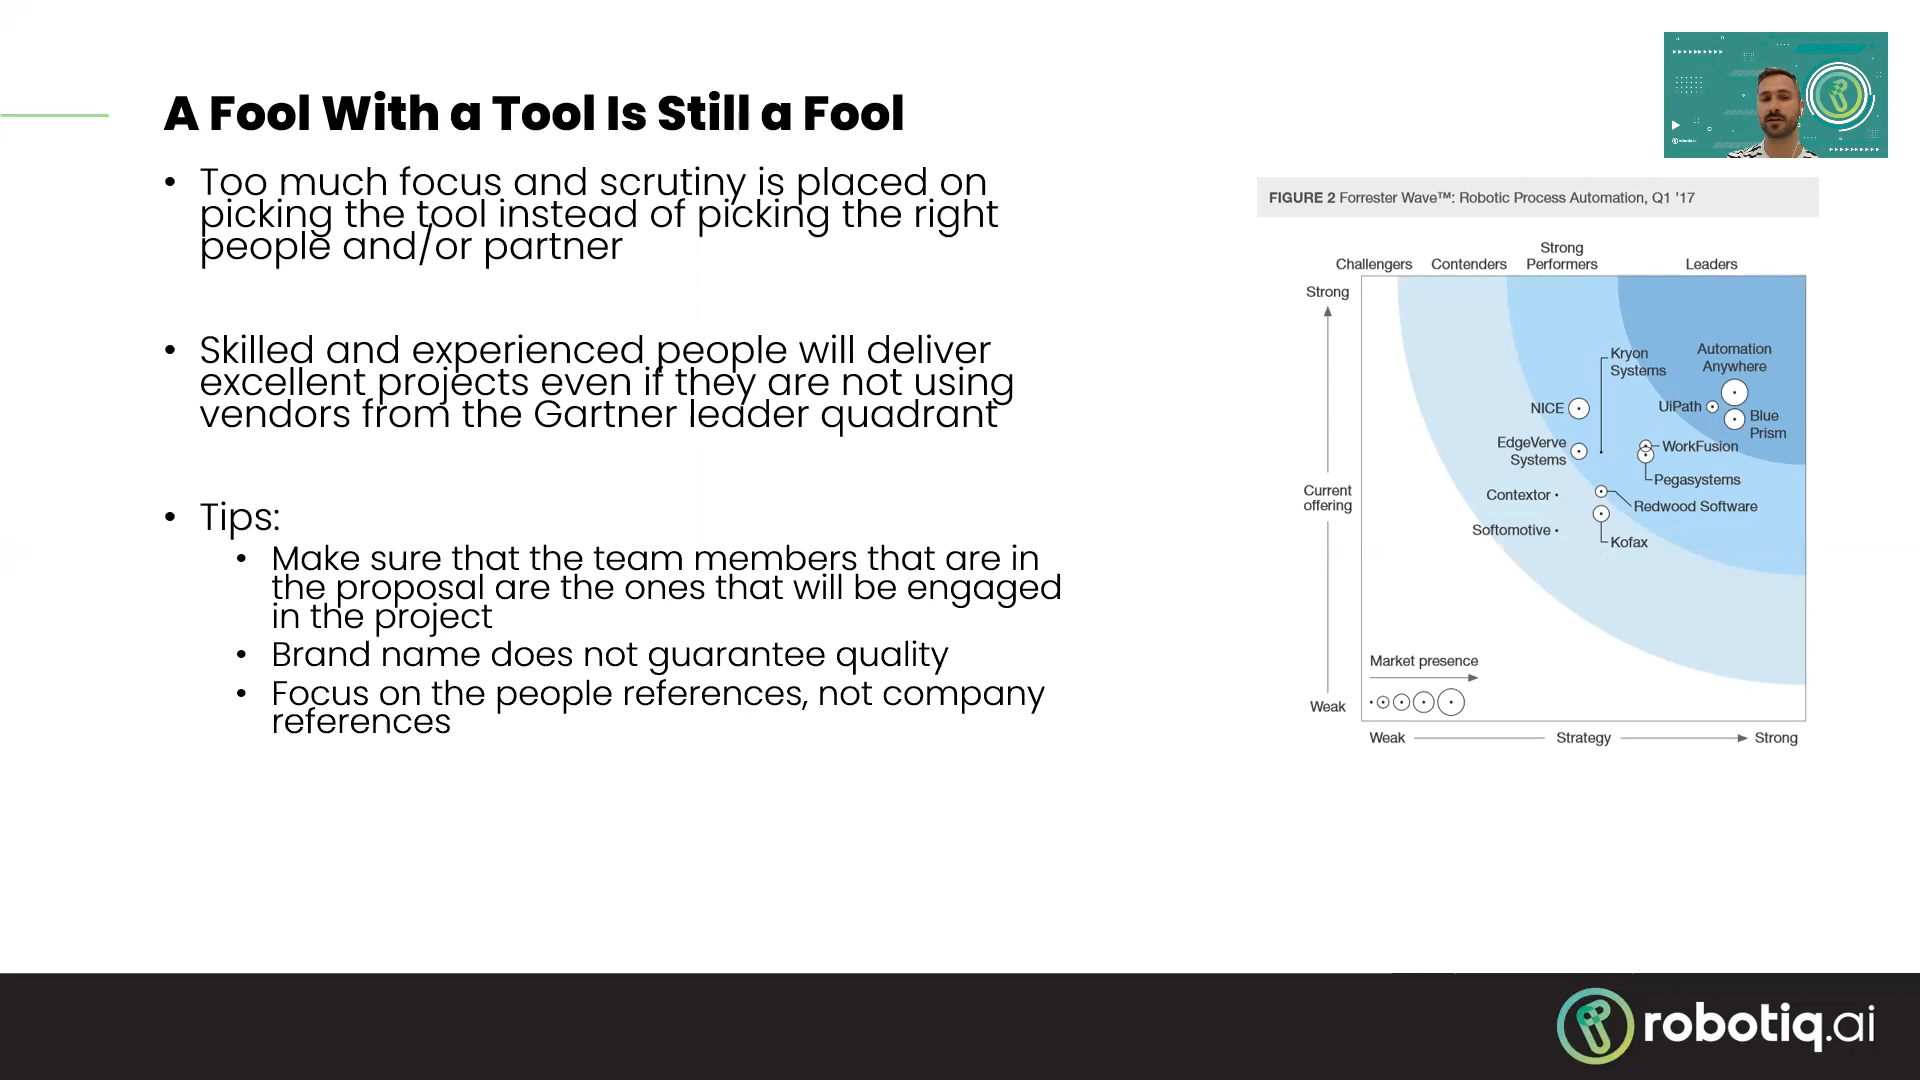 A Fool With a Tool Is Still a Fool
• Too much focus and scrutiny is placed on
picking the tool instead of picking the right
people and/or partner
• Skilled and experienced people will deliver
excellent projects even if they are not using
vendors from the Gartner leader quadrant
• Tips:
• Make sure that the team members that are in
the proposal are the ones that will be engaged
in the project
• Brand name does not guarantee quality
• Focus on the people references, not company
references
FIGURE 2 Forrester Wave™: Robotic Process Automation, Q1 ’17
Challengers
Contenders
Strong
Performers
Leaders
Strong
Current
offering
Weak
Kryon
Systems
Automation
Anywhere
NICE
UiPath
Blue
Prism
EdgeVerve
Systems
WorkFusion
Pegasystems
Contextor
Redwood Software
Softomotive
Kofax
Market presence
Weak
Strategy
Strong
robotiq.ai